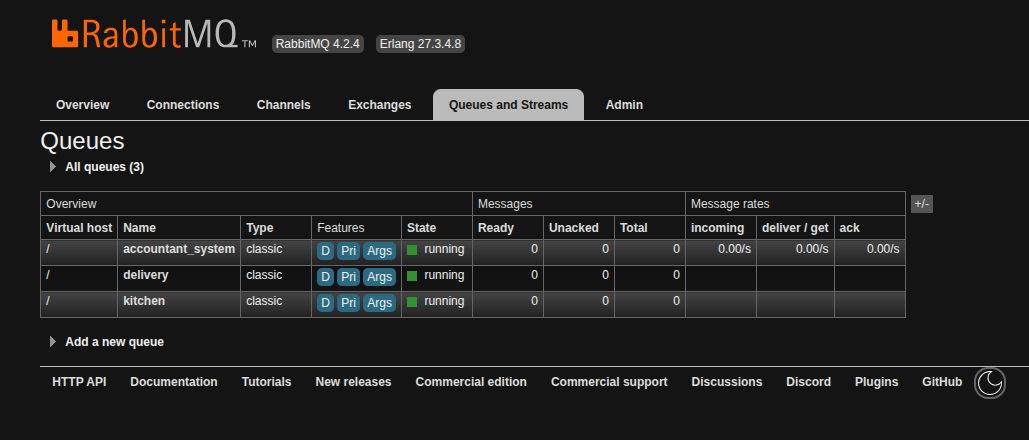 RabbitMQ TM RabbitMQ 4.2.4 Erlang 27.3.4.8
Overview Connections Channels Exchanges Queues and Streams Admin
Queues
All queues (3)
Overview Messages Message rates +/-
Virtual host Name Type Features State Ready Unacked Total incoming deliver / get ack
/ accountant_system classic D Pri Args running 0 0 0 0.00/s 0.00/s 0.00/s
/ delivery classic D Pri Args running 0 0 0
/ kitchen classic D Pri Args running 0 0 0
Add a new queue
HTTP API Documentation Tutorials New releases Commercial edition Commercial support Discussions Discord Plugins GitHub